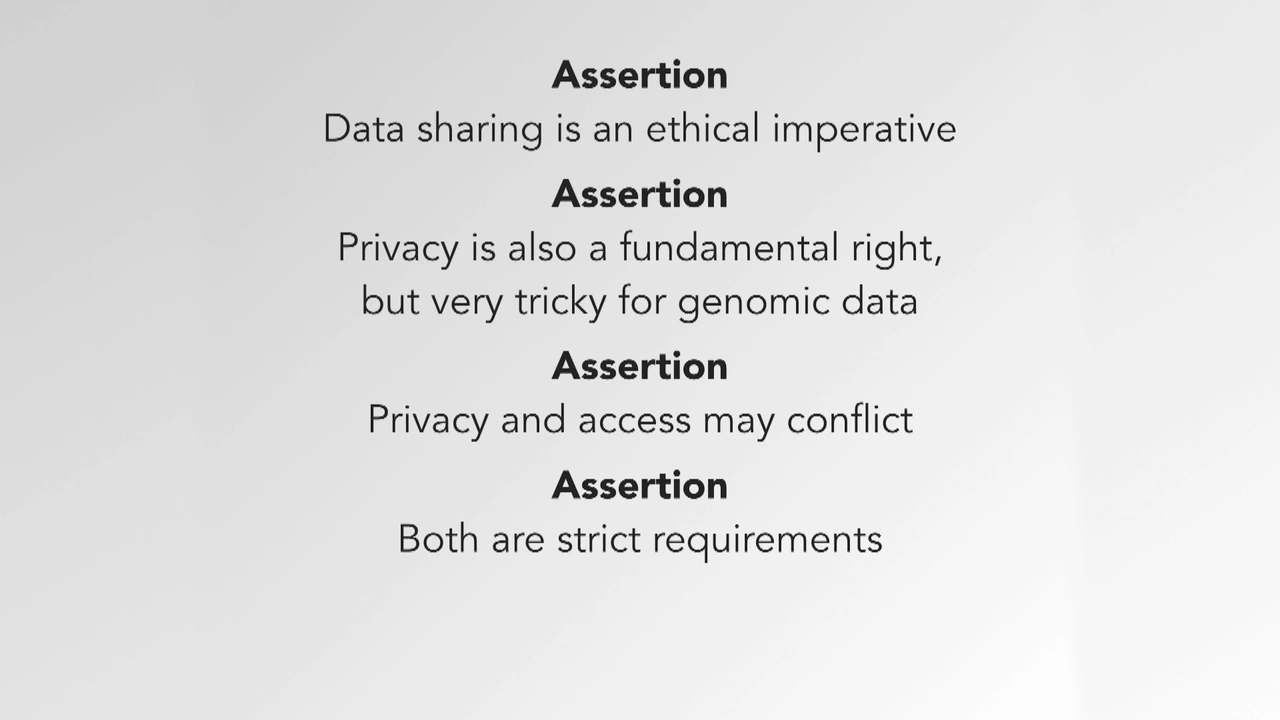 Assertion
Data sharing is an ethical imperative
Assertion
Privacy is also a fundamental right,
but very tricky for genomic data
Assertion
Privacy and access may conflict
Assertion
Both are strict requirements